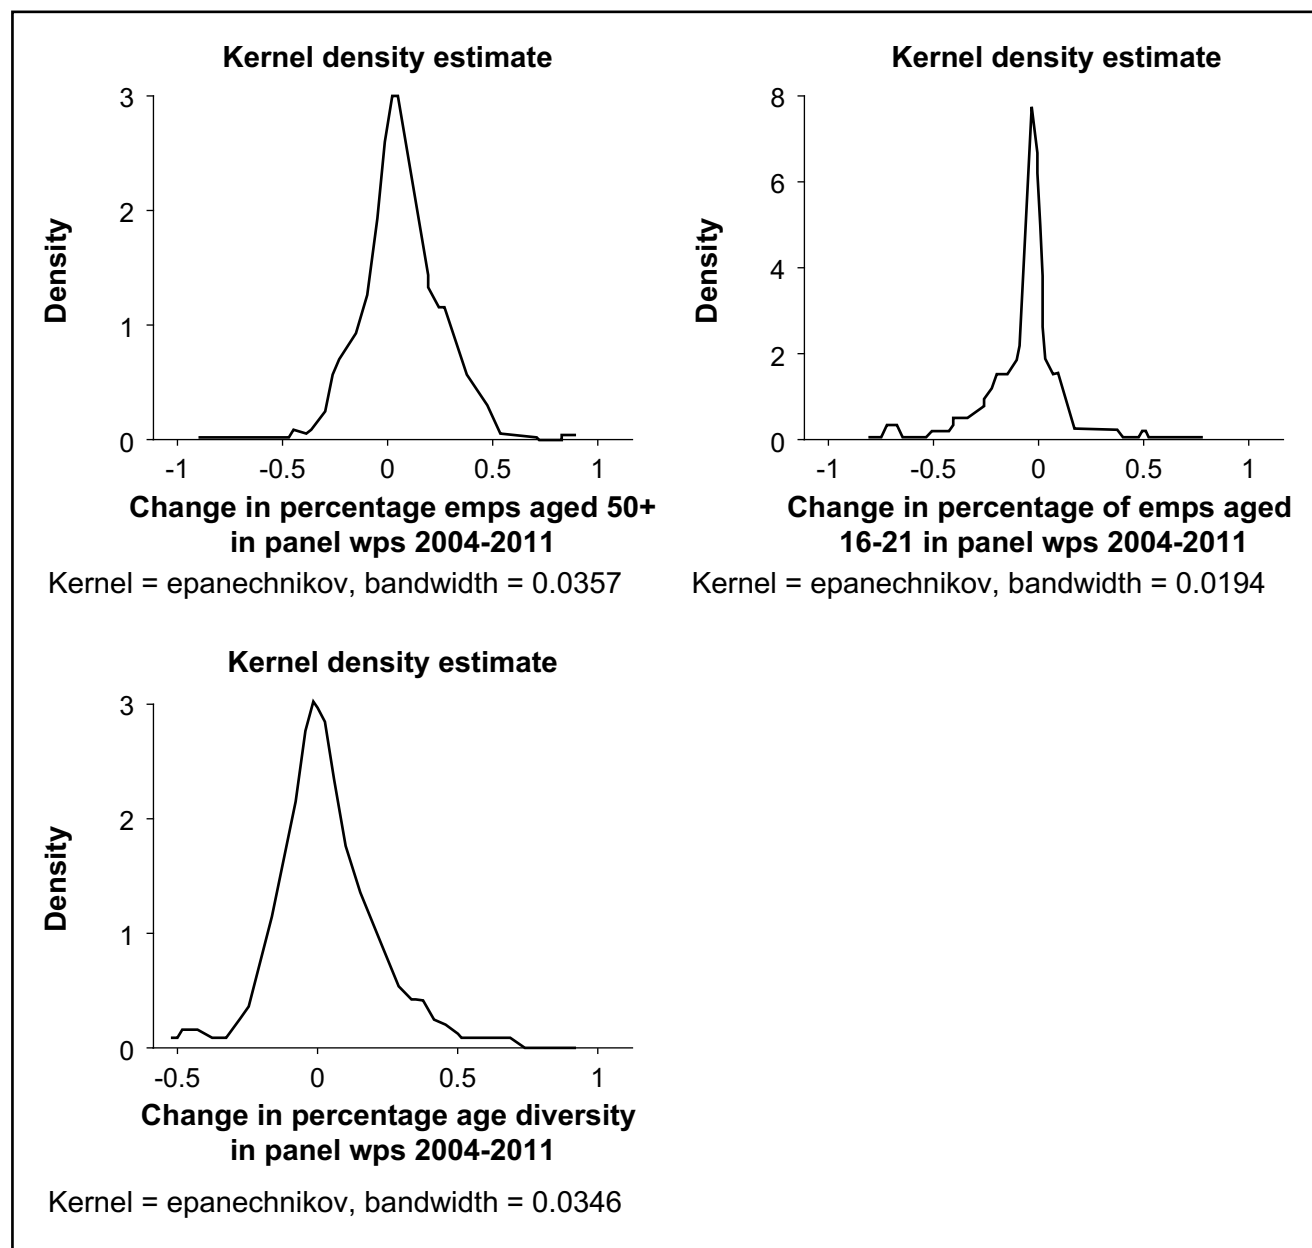 Kernel density estimate
3
2
1
0
Density
-1 -0.5 0 0.5 1
Change in percentage emps aged 50+
in panel wps 2004-2011
Kernel = epanechnikov, bandwidth = 0.0357
Kernel density estimate
8
6
4
2
0
Density
-1 -0.5 0 0.5 1
Change in percentage of emps aged
16-21 in panel wps 2004-2011
Kernel = epanechnikov, bandwidth = 0.0194
Kernel density estimate
3
2
1
0
Density
-0.5 0 0.5 1
Change in percentage age diversity
in panel wps 2004-2011
Kernel = epanechnikov, bandwidth = 0.0346